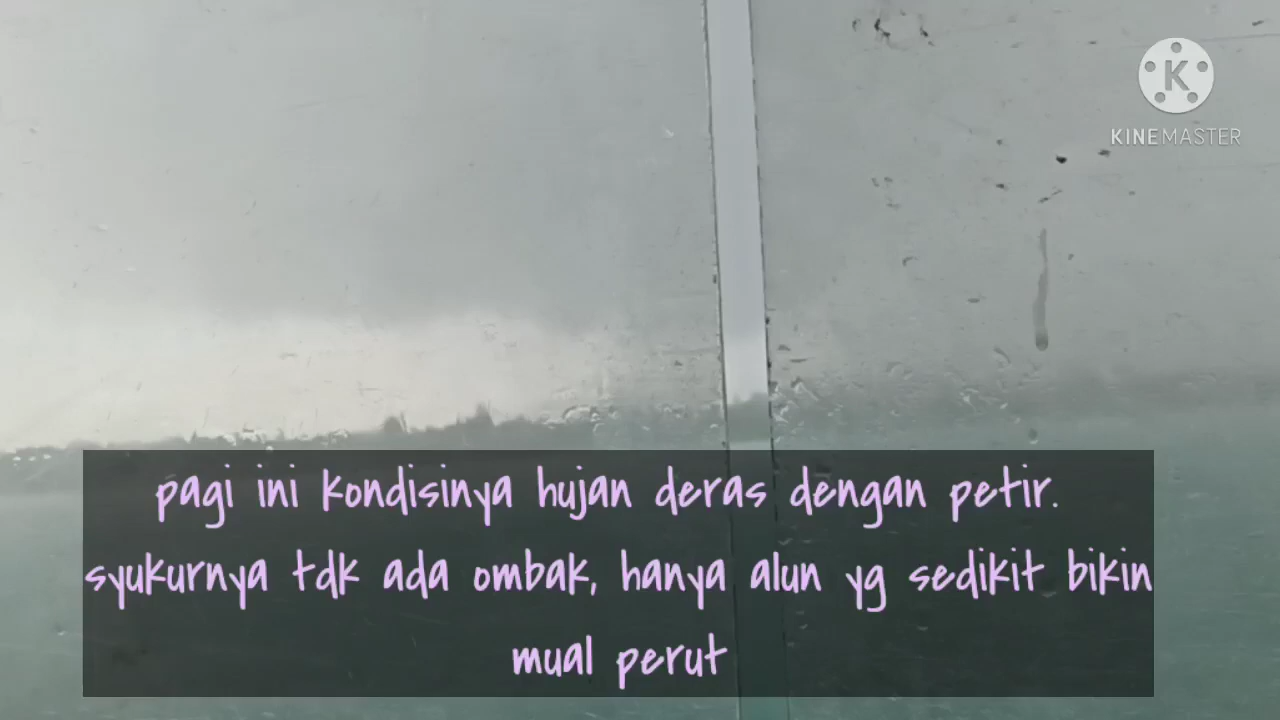 K
KINEMASTER
pagi ini kondisinya hujan deras dengan petir.
syukurnya tdk ada ombak, hanya alun yg sedikit bikin
mual perut